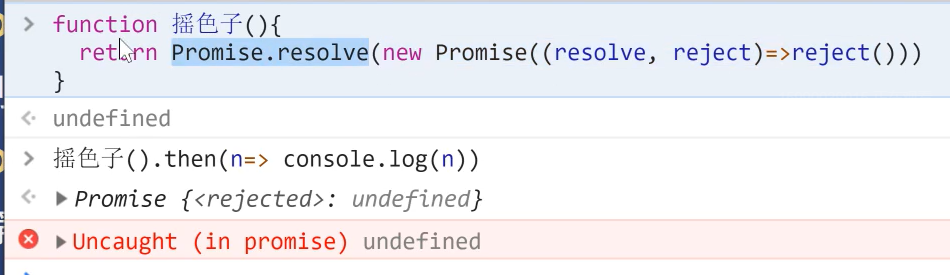 function 摇色子(){
return Promise.resolve(new Promise((resolve, reject)=>reject()))
}
undefined
摇色子().then(n=> console.log(n))
Promise {<rejected>: undefined}
Uncaught (in promise) undefined